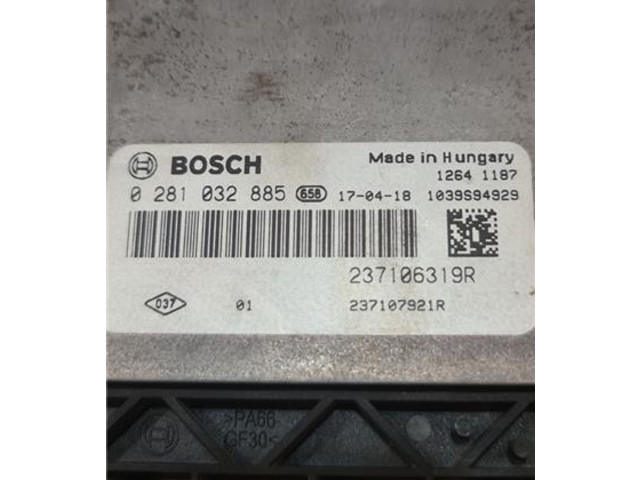 BOSCH Made in Hungary
1264 1187
0 281 032 885 658 17-04-18 1039S94929
237106319R
037 01 237107921R
>PA66
GF30<